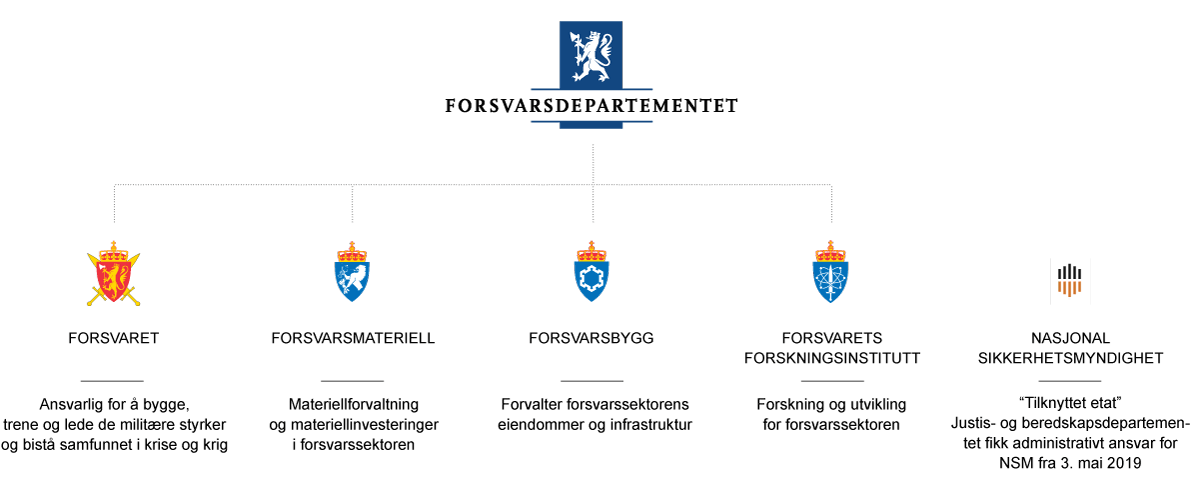 FORSVARSDEPARTEMENTET
FORSVARET
Ansvarlig for å bygge,
trene og lede de militære styrker
og bistå samfunnet i krise og krig
FORSVARSMATERIELL
Materiellforvaltning
og materiellinvesteringer
i forsvarssektoren
FORSVARSBYGG
Forvalter forsvarssektorens
eiendommer og infrastruktur
FORSVARETS
FORSKNINGSINSTITUTT
Forskning og utvikling
for forsvarssektoren
NASJONAL
SIKKERHETSMYNDIGHET
“Tilknyttet etat”
Justis- og beredskapsdepartemen-
tet fikk administrativt ansvar for
NSM fra 3. mai 2019